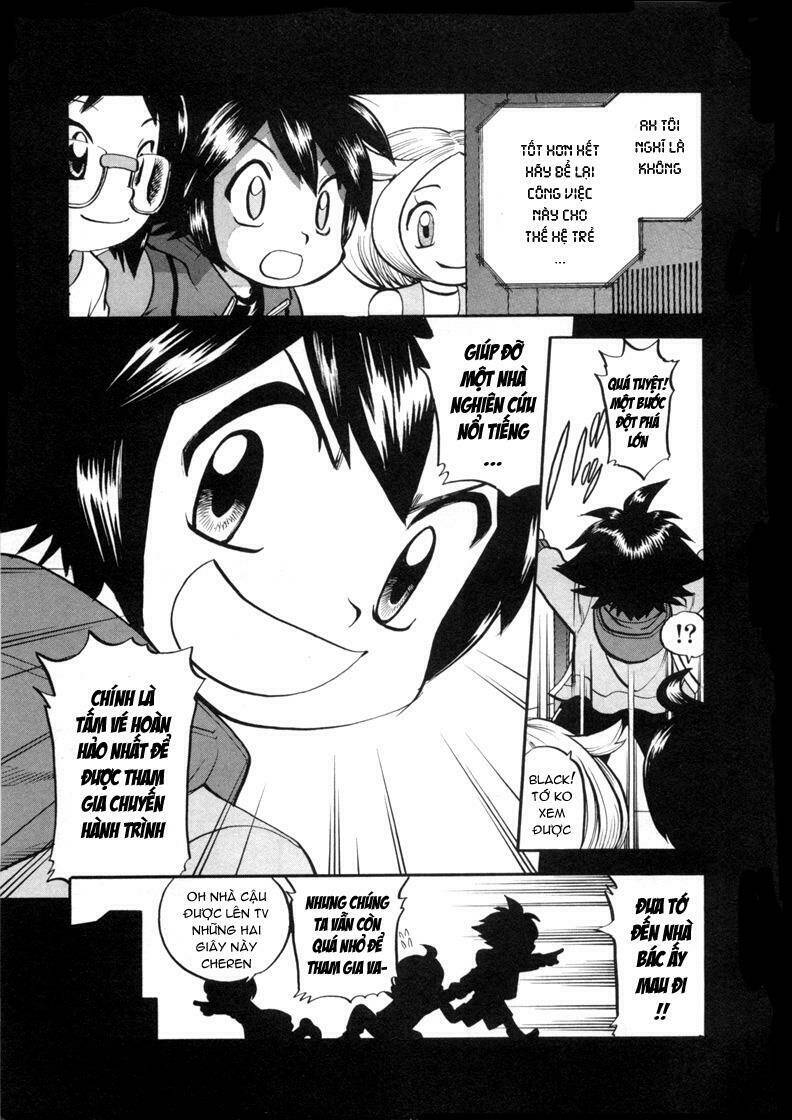 AH TÔI
NGHĨ LÀ
KHÔNG
TỐT HƠN HẾT
HÃY ĐỂ LẠI
CÔNG VIỆC
NÀY CHO
THẾ HỆ TRẺ
...
QUÁ TUYỆT!
MỘT BƯỚC
ĐỘT PHÁ
LỚN
!?
BLACK!
TỚ KO
XEM
ĐƯỢC
GIÚP ĐỠ
MỘT NHÀ
NGHIÊN CỨU
NỔI TIẾNG
...
CHÍNH LÀ
TẤM VÉ HOÀN
HẢO NHẤT ĐỂ
ĐƯỢC THAM
GIA CHUYẾN
HÀNH TRÌNH
ĐƯA TỚ
ĐẾN NHÀ
BÁC ẤY
MAU ĐI
!!
NHƯNG CHÚNG
TA VẪN CÒN
QUÁ NHỎ ĐỂ
THAM GIA VA-
OH NHÀ CẬU
ĐƯỢC LÊN TV
NHỮNG HAI
GIÂY NÀY
CHEREN